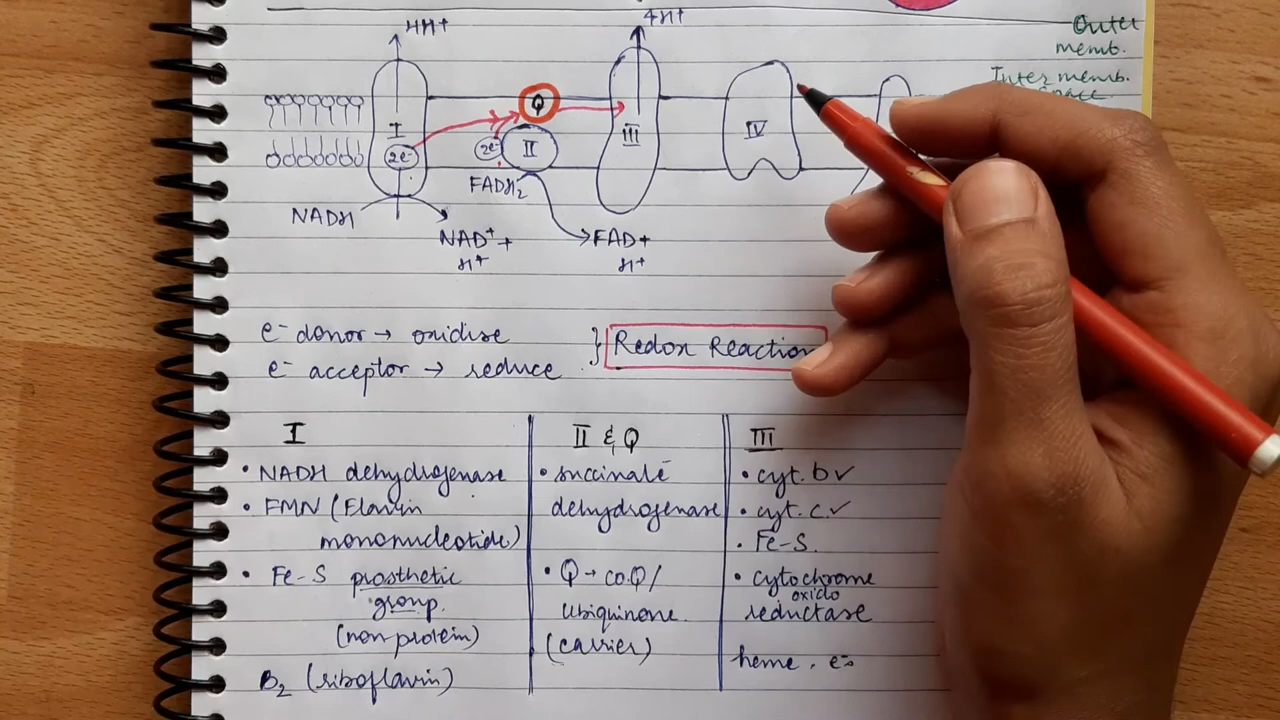 4H+
4H+
Outer
memb.
Inter memb.
Space
Q
I
III
IV
2e-
2e-
II
FADH2
NADH
NAD+ +
H+
FAD+
H+
e- donor → oxidise
e- acceptor → reduce
} Redox Reaction
I
• NADH dehydrogenase
• FMN (Flavin
mononucleotide)
• Fe-S prosthetic
group.
(non protein)
B2 (riboflavin)
II & Q
• succinate
dehydrogenase
• Q → co.Q/
ubiquinone.
(carrier)
III
• cyt. b ✓
• cyt. c ✓
• Fe-S.
• cytochrome
oxido
reductase
heme, e-